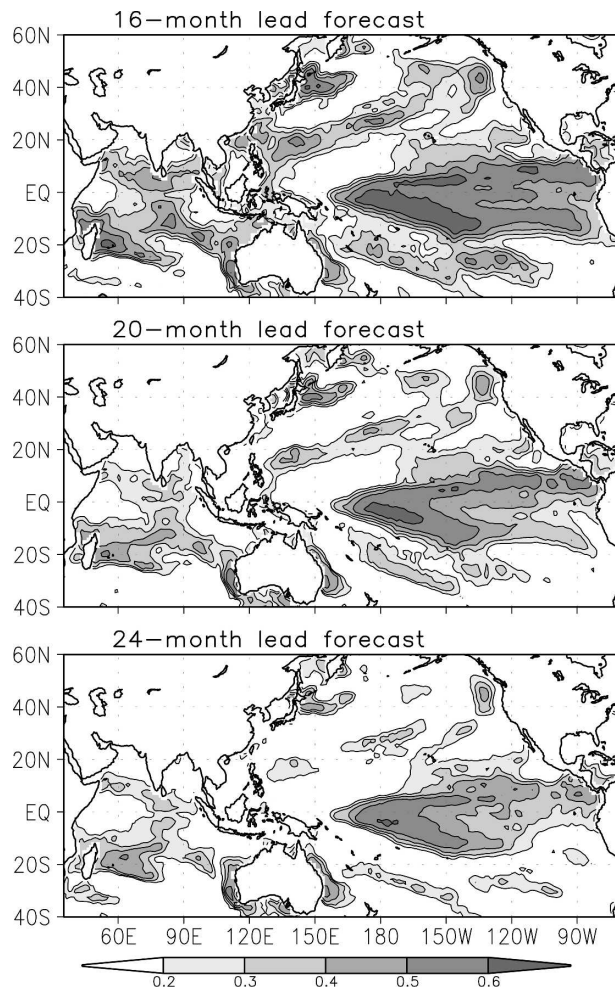 16-month lead forecast
60N
40N
20N
EQ
20S
40S
20-month lead forecast
60N
40N
20N
EQ
20S
40S
24-month lead forecast
60N
40N
20N
EQ
20S
40S
60E 90E 120E 150E 180 150W 120W 90W
0.2 0.3 0.4 0.5 0.6